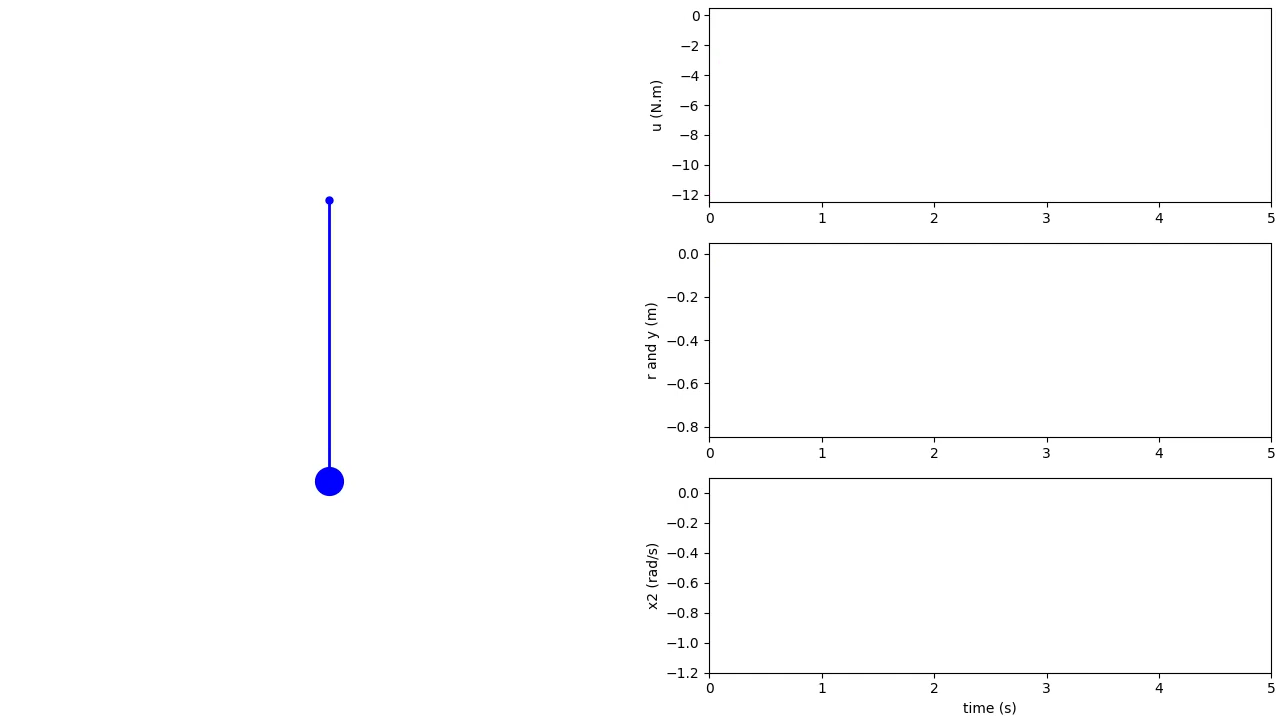 0
−2
−4
−6
−8
−10
−12
u (N.m)
0 1 2 3 4 5
0.0
−0.2
−0.4
−0.6
−0.8
r and y (m)
0 1 2 3 4 5
0.0
−0.2
−0.4
−0.6
−0.8
−1.0
−1.2
x2 (rad/s)
0 1 2 3 4 5
time (s)